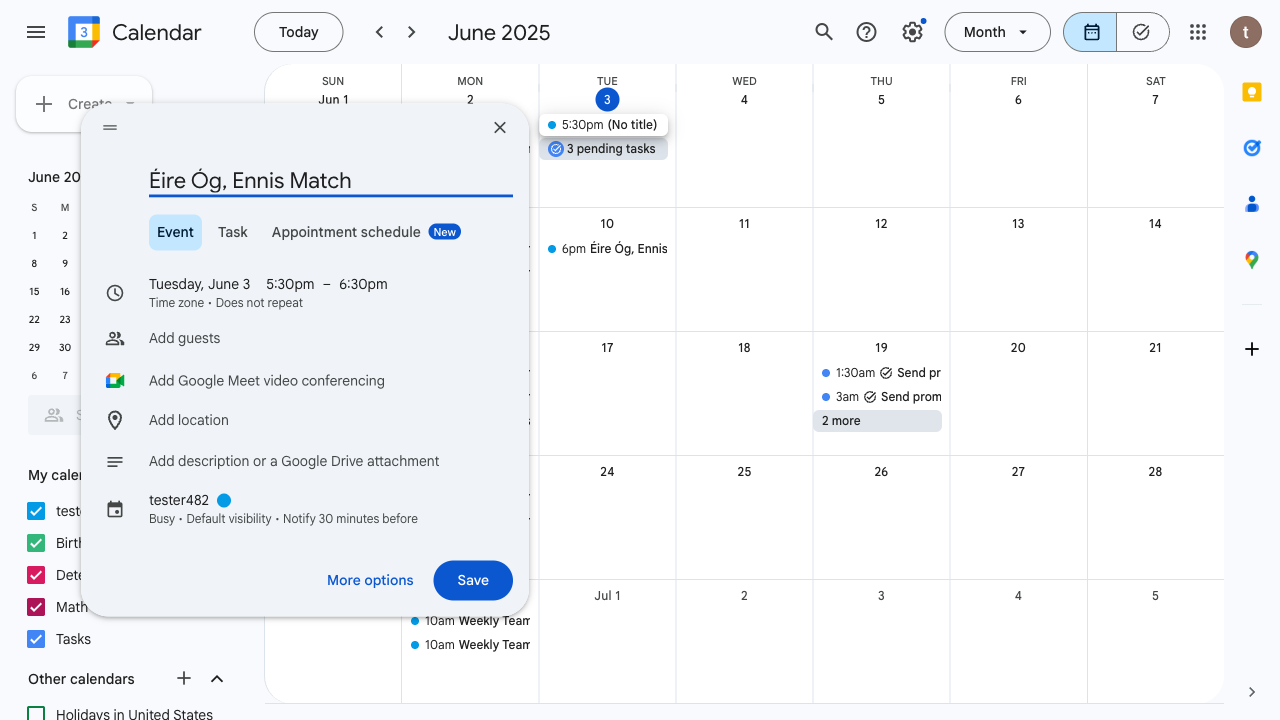 3 Calendar Today June 2025 Month t
Create
June 20
S M
1 2
8 9
15 16
22 23
29 30
6 7
My caler
Birth
Math
Tasks
Other calendars
Holidays in United States
Éire Óg, Ennis Match
Event Task Appointment schedule New
Tuesday, June 3 5:30pm – 6:30pm
Time zone • Does not repeat
Add guests
Add Google Meet video conferencing
Add location
Add description or a Google Drive attachment
tester482
Busy • Default visibility • Notify 30 minutes before
More options Save
SUN MON TUE WED THU FRI SAT
Jun 1 2 3 4 5 6 7
5:30pm (No title)
3 pending tasks
10 11 12 13 14
6pm Éire Óg, Ennis
17 18 19 20 21
1:30am Send pr
3am Send prom
2 more
24 25 26 27 28
Jul 1 2 3 4 5
10am Weekly Team
10am Weekly Team